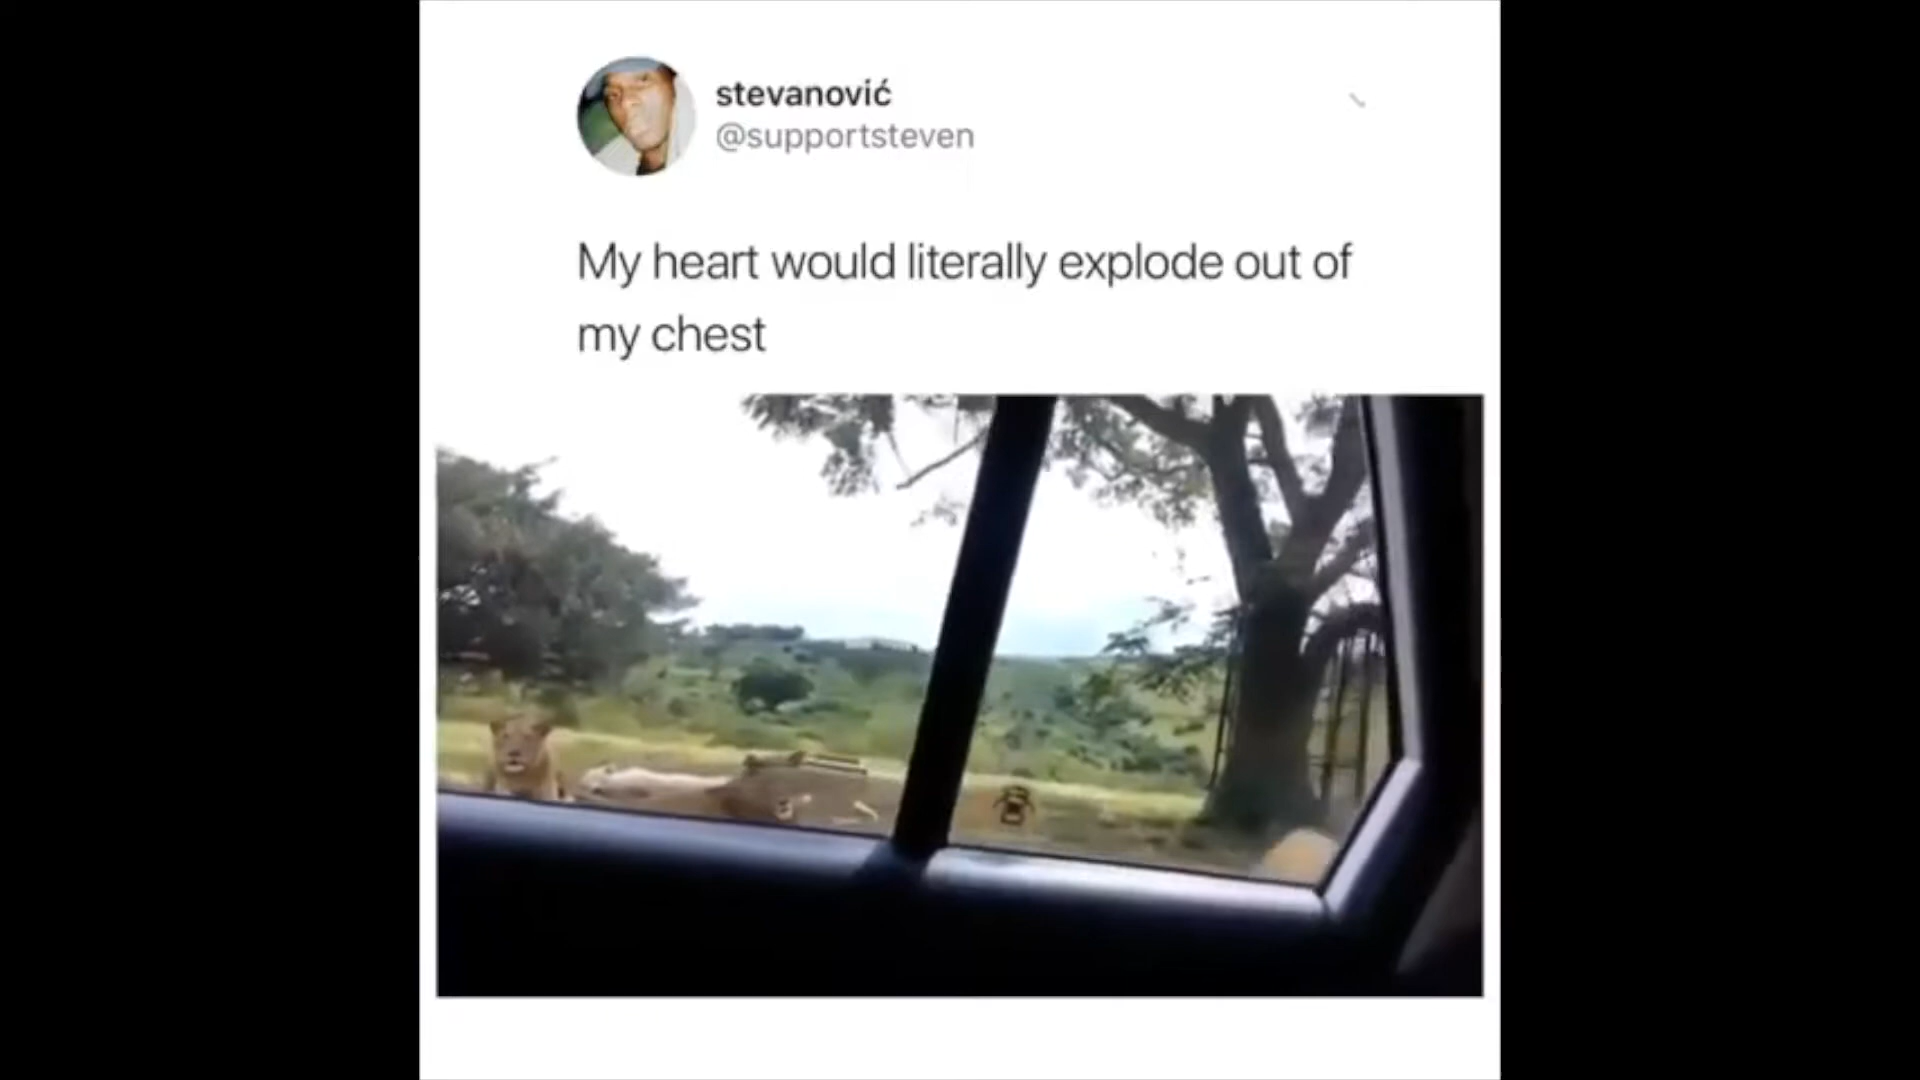 stevanović
@supportsteven
My heart would literally explode out of
my chest